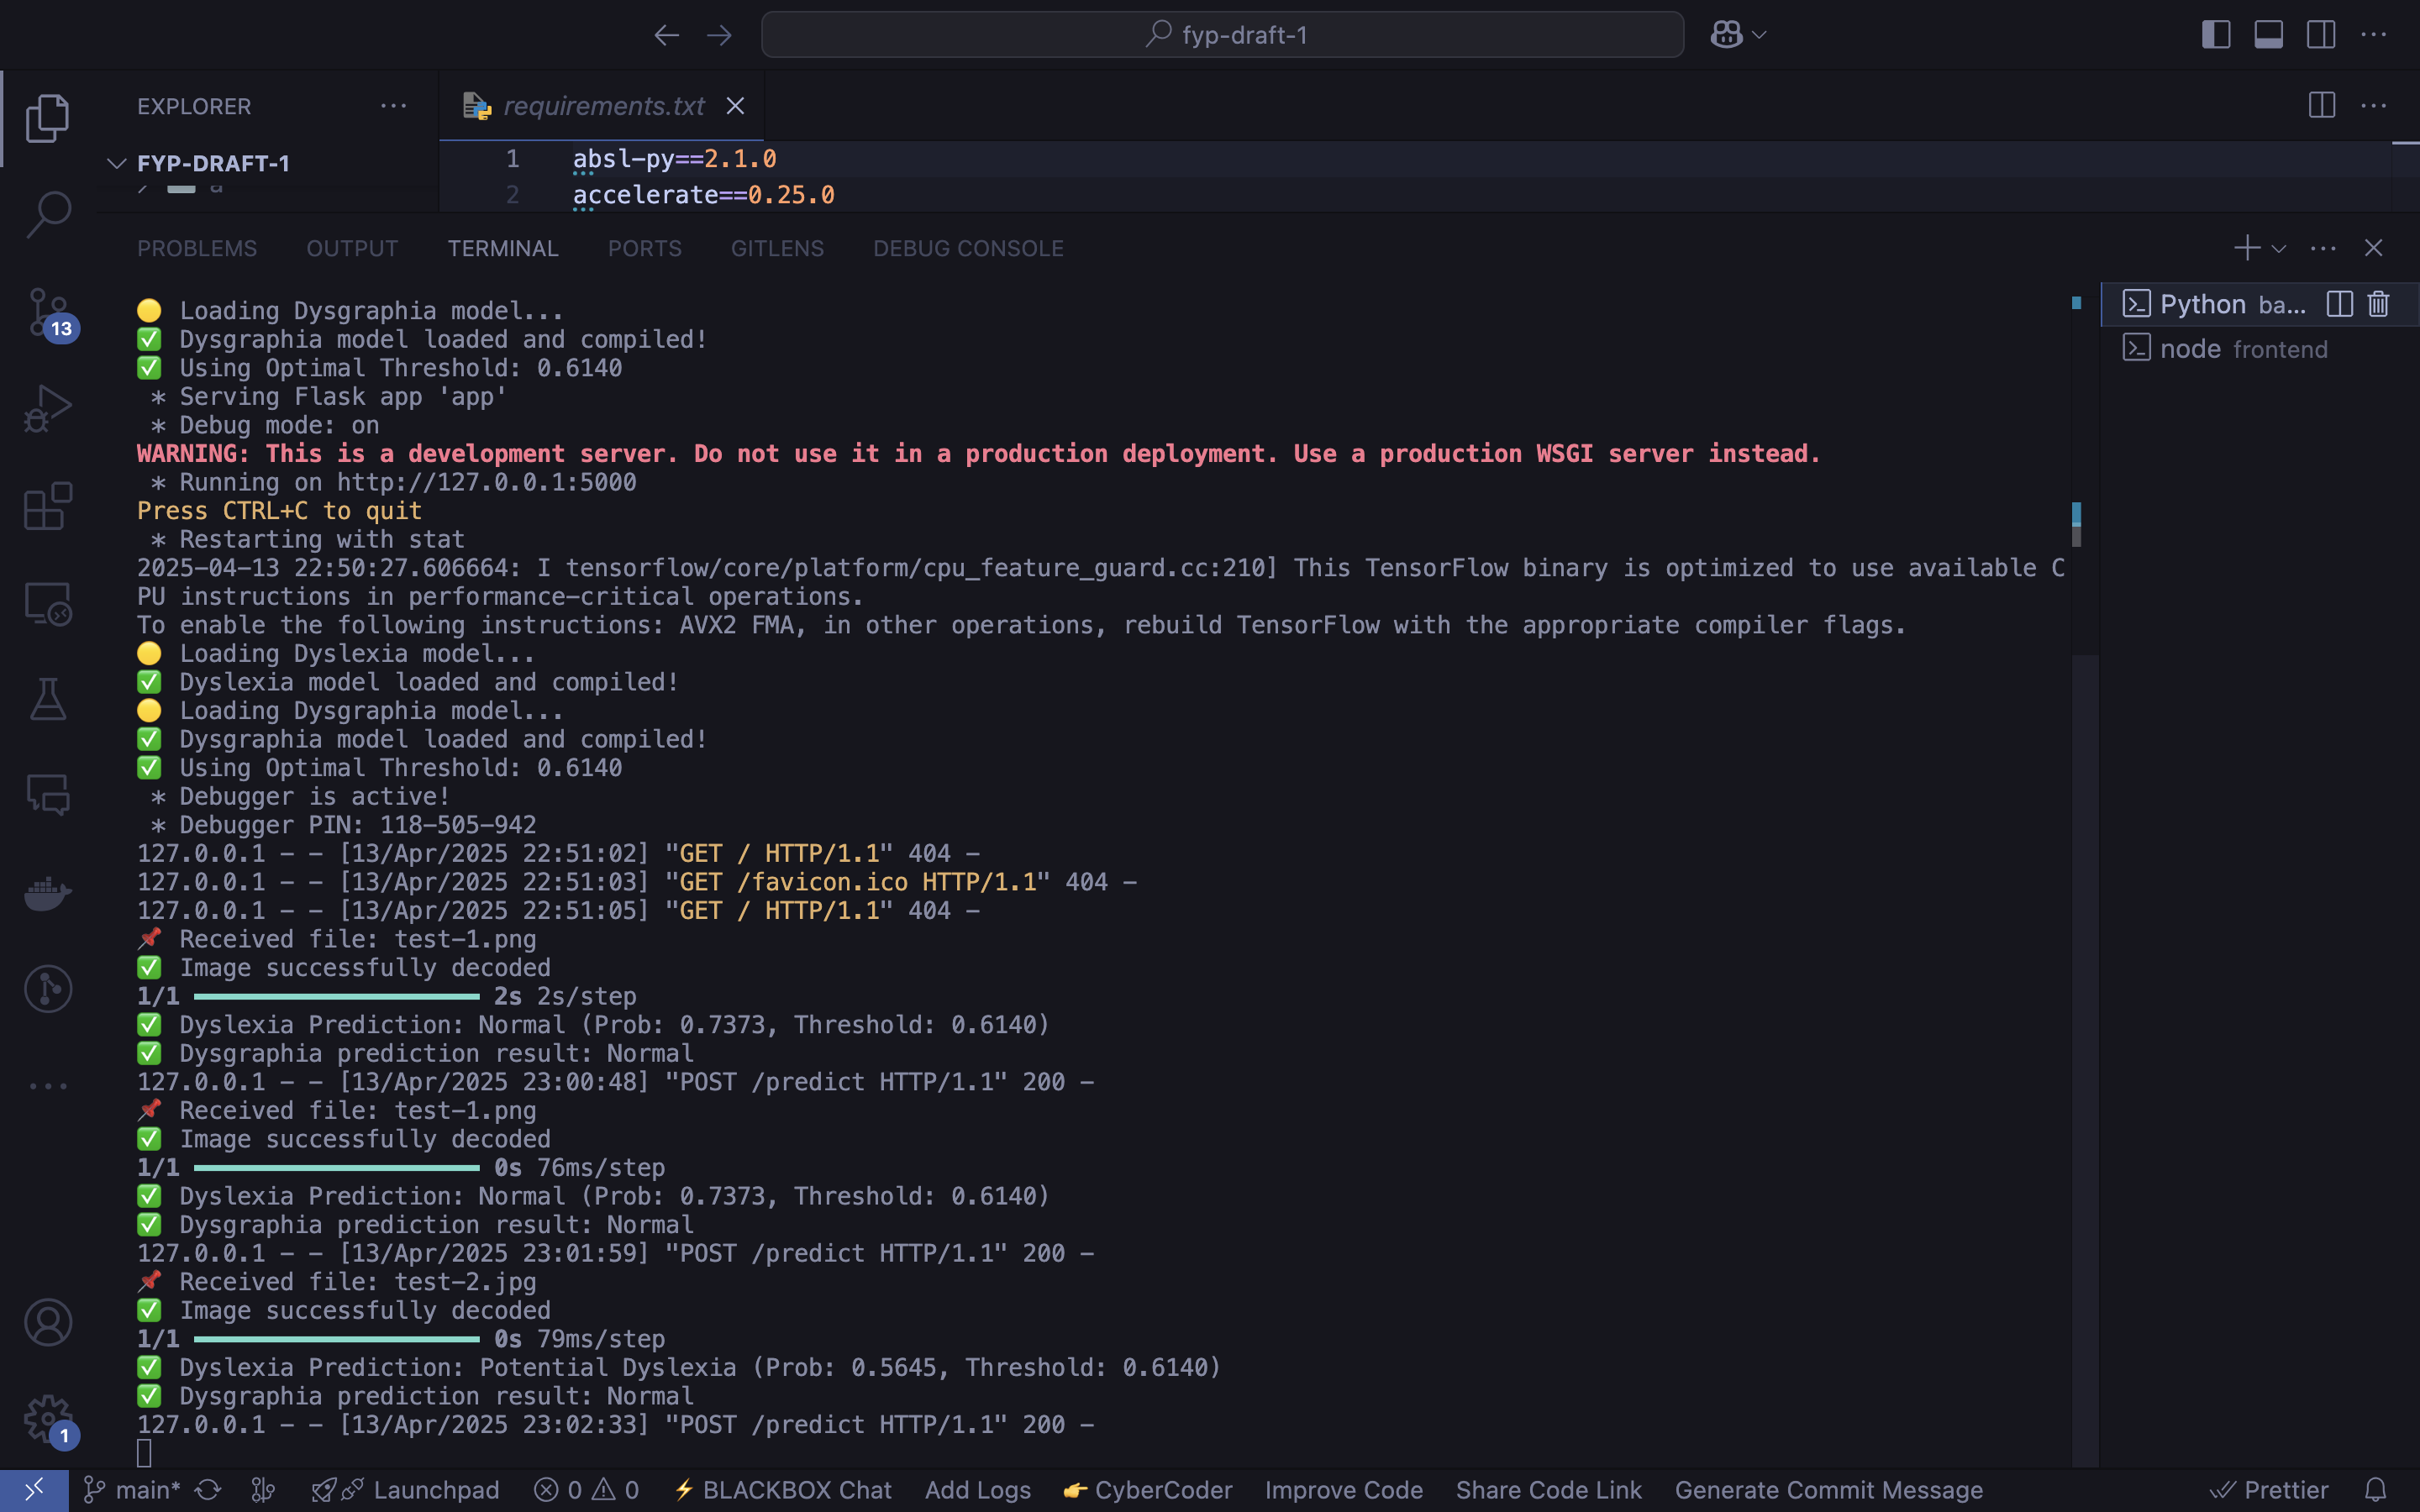 fyp-draft-1
EXPLORER
requirements.txt
FYP-DRAFT-1
1 absl-py==2.1.0
a
2 accelerate==0.25.0
PROBLEMS OUTPUT TERMINAL PORTS GITLENS DEBUG CONSOLE
Python ba...
node frontend
🟡 Loading Dysgraphia model...
✅ Dysgraphia model loaded and compiled!
✅ Using Optimal Threshold: 0.6140
* Serving Flask app 'app'
* Debug mode: on
WARNING: This is a development server. Do not use it in a production deployment. Use a production WSGI server instead.
* Running on http://127.0.0.1:5000
Press CTRL+C to quit
* Restarting with stat
2025-04-13 22:50:27.606664: I tensorflow/core/platform/cpu_feature_guard.cc:210] This TensorFlow binary is optimized to use available C
PU instructions in performance-critical operations.
To enable the following instructions: AVX2 FMA, in other operations, rebuild TensorFlow with the appropriate compiler flags.
🟡 Loading Dyslexia model...
✅ Dyslexia model loaded and compiled!
🟡 Loading Dysgraphia model...
✅ Dysgraphia model loaded and compiled!
✅ Using Optimal Threshold: 0.6140
* Debugger is active!
* Debugger PIN: 118-505-942
127.0.0.1 - - [13/Apr/2025 22:51:02] "GET / HTTP/1.1" 404 -
127.0.0.1 - - [13/Apr/2025 22:51:03] "GET /favicon.ico HTTP/1.1" 404 -
127.0.0.1 - - [13/Apr/2025 22:51:05] "GET / HTTP/1.1" 404 -
📌 Received file: test-1.png
✅ Image successfully decoded
1/1 ━━━━━━━━━━━━━━━━━━━━ 2s 2s/step
✅ Dyslexia Prediction: Normal (Prob: 0.7373, Threshold: 0.6140)
✅ Dysgraphia prediction result: Normal
127.0.0.1 - - [13/Apr/2025 23:00:48] "POST /predict HTTP/1.1" 200 -
📌 Received file: test-1.png
✅ Image successfully decoded
1/1 ━━━━━━━━━━━━━━━━━━━━ 0s 76ms/step
✅ Dyslexia Prediction: Normal (Prob: 0.7373, Threshold: 0.6140)
✅ Dysgraphia prediction result: Normal
127.0.0.1 - - [13/Apr/2025 23:01:59] "POST /predict HTTP/1.1" 200 -
📌 Received file: test-2.jpg
✅ Image successfully decoded
1/1 ━━━━━━━━━━━━━━━━━━━━ 0s 79ms/step
✅ Dyslexia Prediction: Potential Dyslexia (Prob: 0.5645, Threshold: 0.6140)
✅ Dysgraphia prediction result: Normal
127.0.0.1 - - [13/Apr/2025 23:02:33] "POST /predict HTTP/1.1" 200 -
13
1
main* Launchpad 0 0 ⚡ BLACKBOX Chat Add Logs 👉 CyberCoder Improve Code Share Code Link Generate Commit Message Prettier